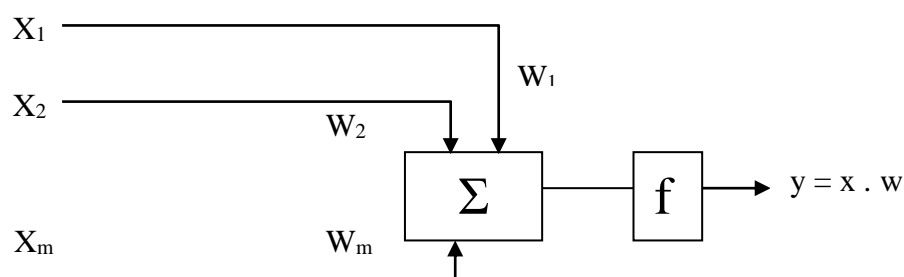 X₁
W₁
X₂
W₂
Σ
f
y = x . w
Xₘ
Wₘ